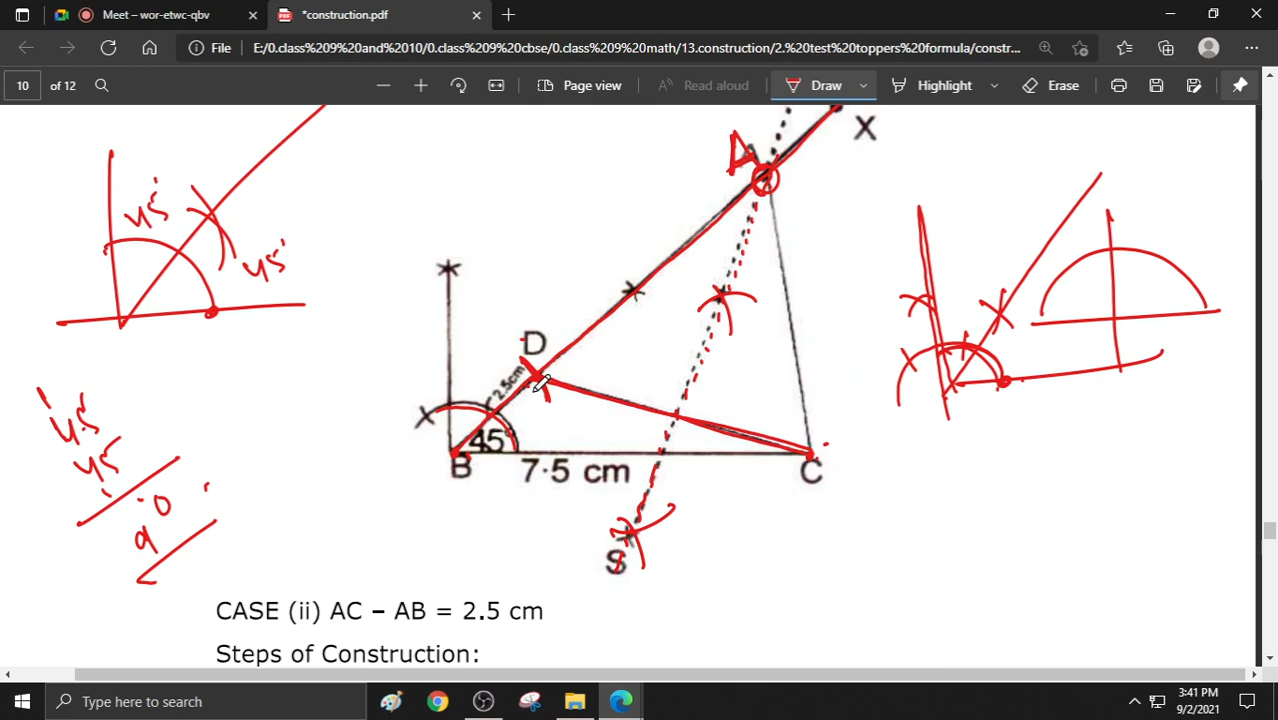 Meet – wor-etwc-qbv
*construction.pdf
File
E:/0.class%209%20and%2010/0.class%209%20cbse/0.class%209%20math/13.construction/2.%20test%20toppers%20formula/constr...
10 of 12
Page view
Read aloud
Draw
Highlight
Erase
A
X
45°
45°
D
2.5cm
45°
B
7·5 cm
C
45
45
90
S
CASE (ii) AC – AB = 2.5 cm
Steps of Construction:
Type here to search
3:41 PM
9/2/2021